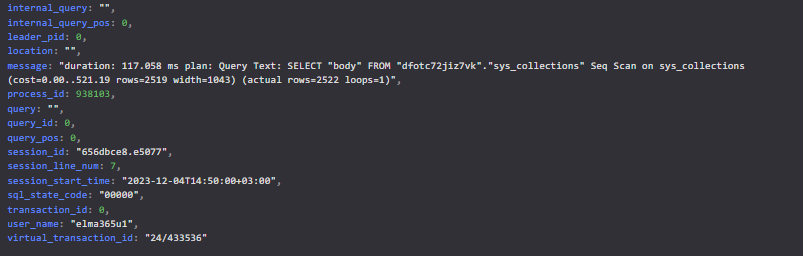 internal_query: "",
internal_query_pos: 0,
leader_pid: 0,
location: "",
message: "duration: 117.058 ms plan: Query Text: SELECT "body" FROM "dfotc72jiz7vk"."sys_collections" Seq Scan on sys_collections
(cost=0.00..521.19 rows=2519 width=1043) (actual rows=2522 loops=1)",
process_id: 938103,
query: "",
query_id: 0,
query_pos: 0,
session_id: "656dbce8.e5077",
session_line_num: 7,
session_start_time: "2023-12-04T14:50:00+03:00",
sql_state_code: "00000",
transaction_id: 0,
user_name: "elma365u1",
virtual_transaction_id: "24/433536"